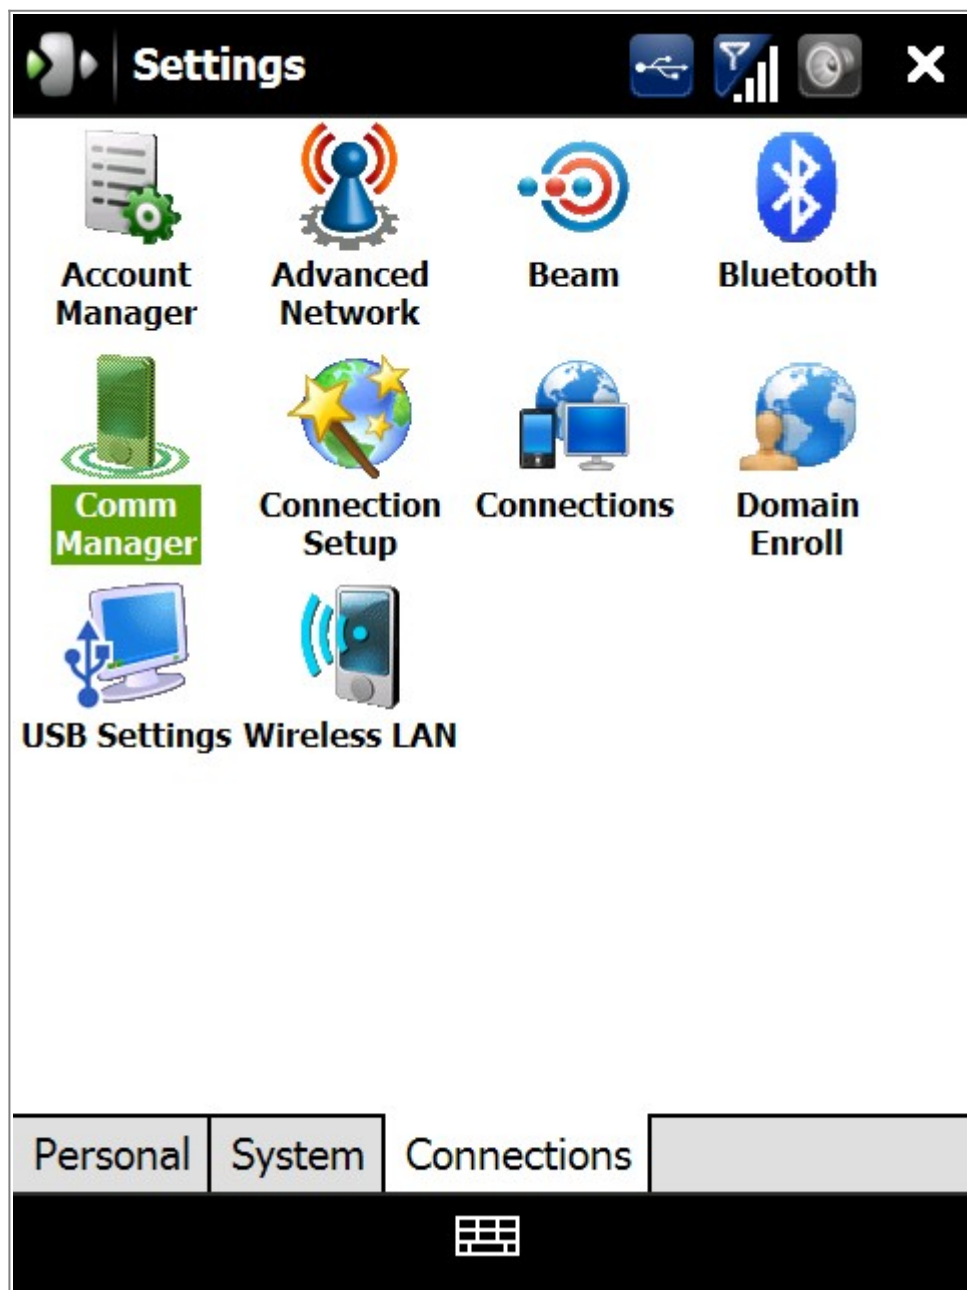 Settings
Account
Manager
Advanced
Network
Beam
Bluetooth
Comm
Manager
Connection
Setup
Connections
Domain
Enroll
USB Settings
Wireless LAN
Personal
System
Connections